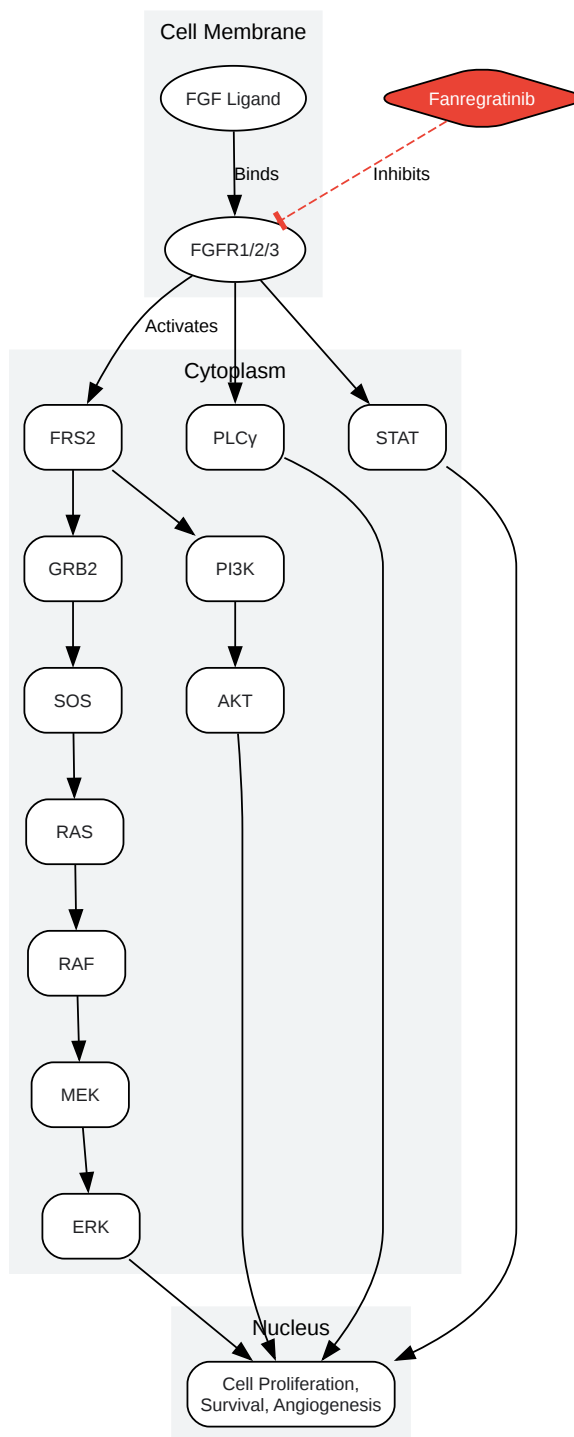 Cell Membrane
FGF Ligand
Fanregratinib
Binds
Inhibits
FGFR1/2/3
Activates
Cytoplasm
FRS2
PLCγ
STAT
GRB2
PI3K
SOS
AKT
RAS
RAF
MEK
ERK
Nucleus
Cell Proliferation,
Survival, Angiogenesis